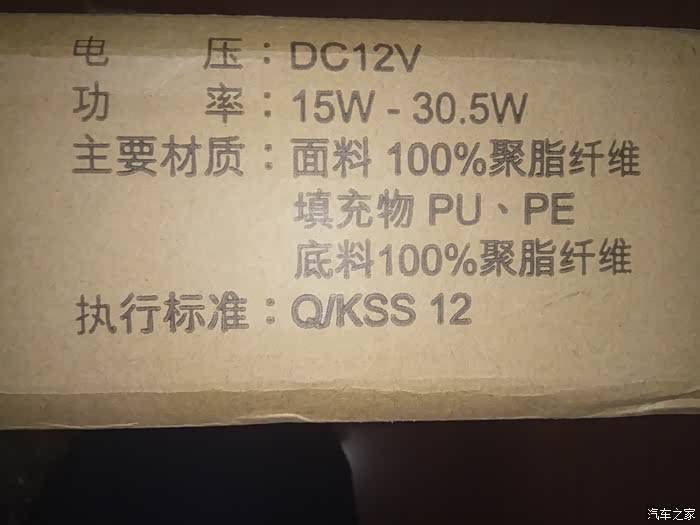 电 压：DC12V
功 率：15W - 30.5W
主要材质：面料 100%聚脂纤维
填充物 PU、PE
底料100%聚脂纤维
执行标准：Q/KSS 12
汽车之家